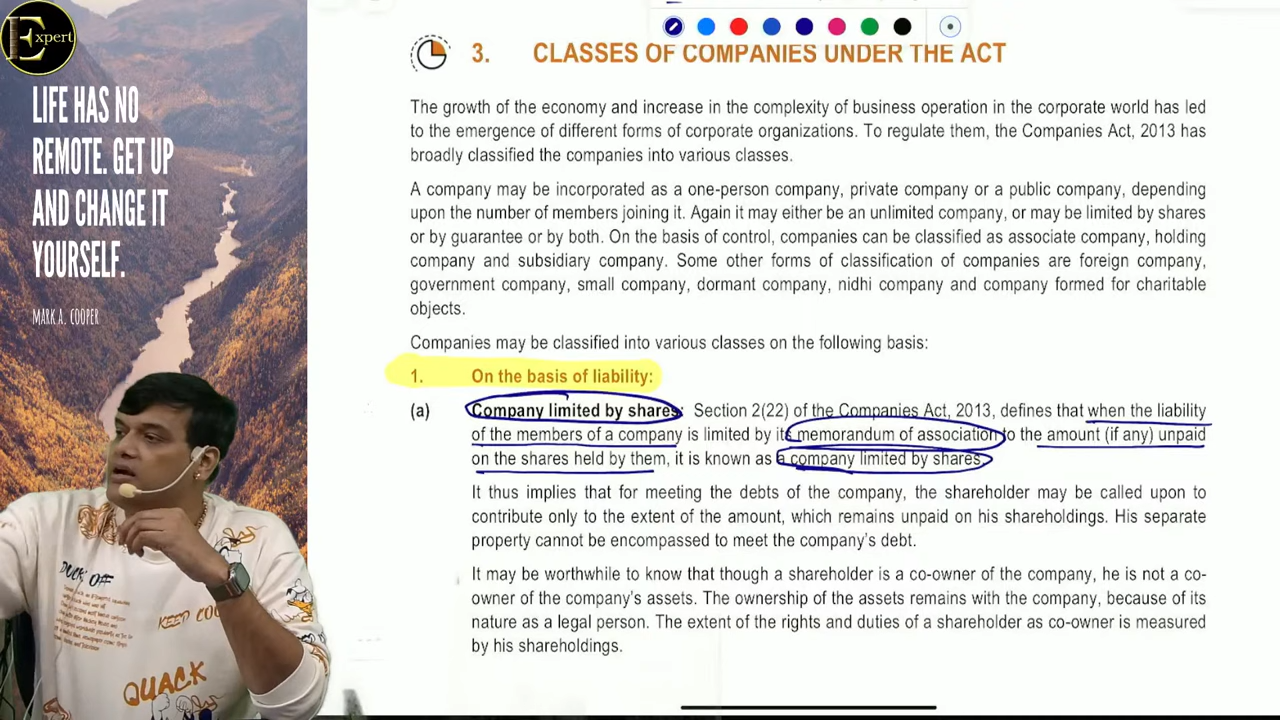 Expert
LIFE HAS NO
REMOTE. GET UP
AND CHANGE IT
YOURSELF.
MARK A. COOPER
3. CLASSES OF COMPANIES UNDER THE ACT
The growth of the economy and increase in the complexity of business operation in the corporate world has led
to the emergence of different forms of corporate organizations. To regulate them, the Companies Act, 2013 has
broadly classified the companies into various classes.
A company may be incorporated as a one-person company, private company or a public company, depending
upon the number of members joining it. Again it may either be an unlimited company, or may be limited by shares
or by guarantee or by both. On the basis of control, companies can be classified as associate company, holding
company and subsidiary company. Some other forms of classification of companies are foreign company,
government company, small company, dormant company, nidhi company and company formed for charitable
objects.
Companies may be classified into various classes on the following basis:
1. On the basis of liability:
(a) Company limited by shares: Section 2(22) of the Companies Act, 2013, defines that when the liability
of the members of a company is limited by its memorandum of association to the amount (if any) unpaid
on the shares held by them, it is known as a company limited by shares.
It thus implies that for meeting the debts of the company, the shareholder may be called upon to
contribute only to the extent of the amount, which remains unpaid on his shareholdings. His separate
property cannot be encompassed to meet the company's debt.
It may be worthwhile to know that though a shareholder is a co-owner of the company, he is not a co-
owner of the company's assets. The ownership of the assets remains with the company, because of its
nature as a legal person. The extent of the rights and duties of a shareholder as co-owner is measured
by his shareholdings.
DUCK OFF
KEEP
QUACK